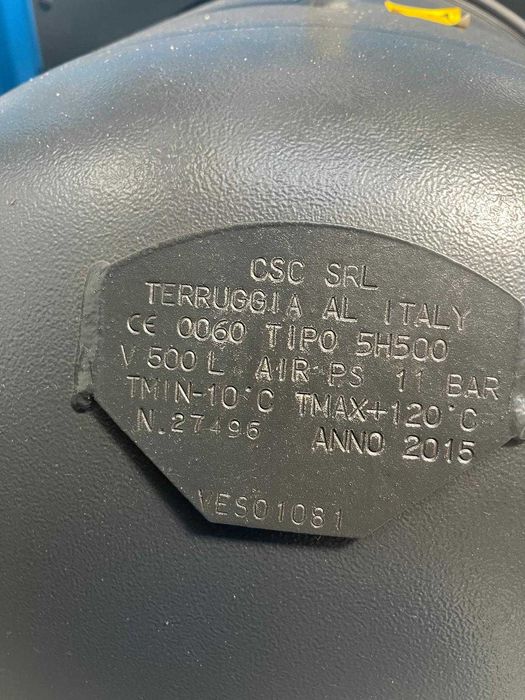 CSC SRL
TERRUGGIA AL ITALY
CE 0060 TIPO 5H500
V 500 L AIR PS 11 BAR
TMIN-10°C TMAX+120°C
N.27496 ANNO 2015
VES01081